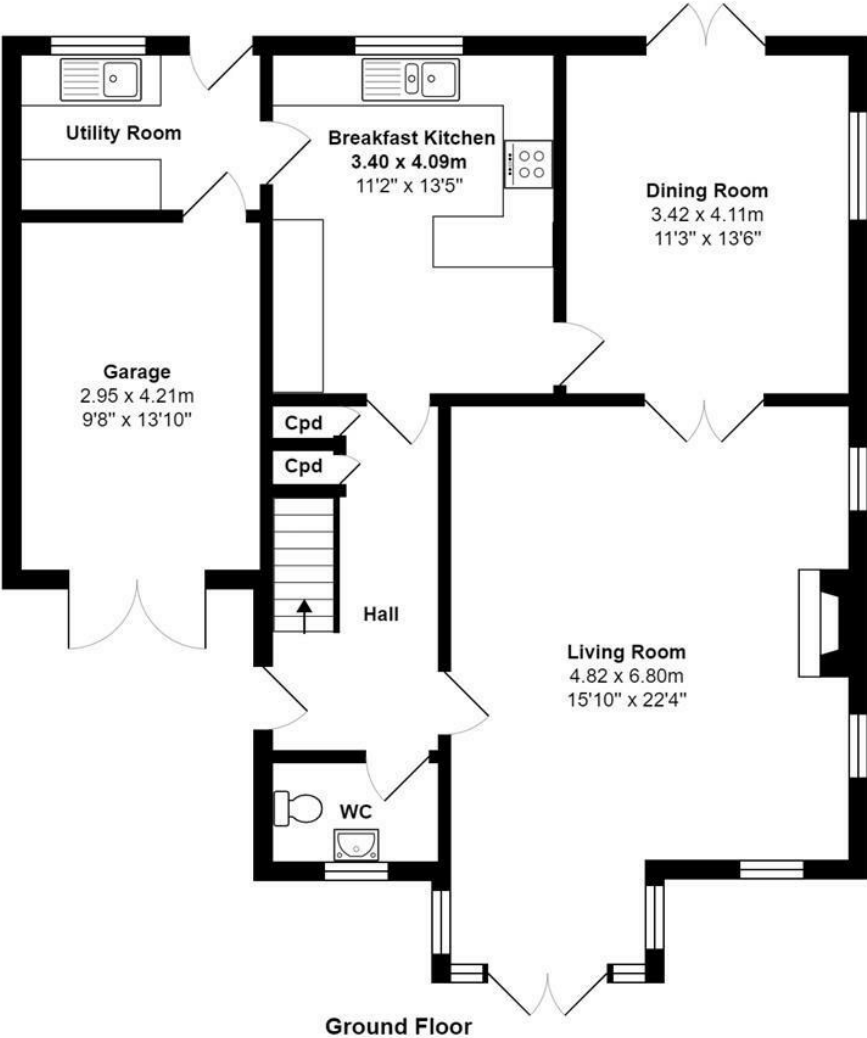 Utility Room
Breakfast Kitchen
3.40 x 4.09m
11'2" x 13'5"
Dining Room
3.42 x 4.11m
11'3" x 13'6"
Garage
2.95 x 4.21m
9'8" x 13'10"
Cpd
Cpd
Hall
Living Room
4.82 x 6.80m
15'10" x 22'4"
WC
Ground Floor